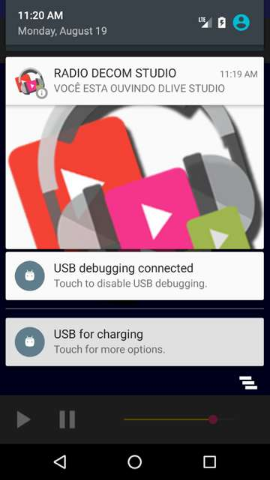 11:20 AM
Monday, August 19
LTE
RADIO DECOM STUDIO 11:19 AM
VOCÊ ESTA OUVINDO DLIVE STUDIO
USB debugging connected
Touch to disable USB debugging.
USB for charging
Touch for more options.